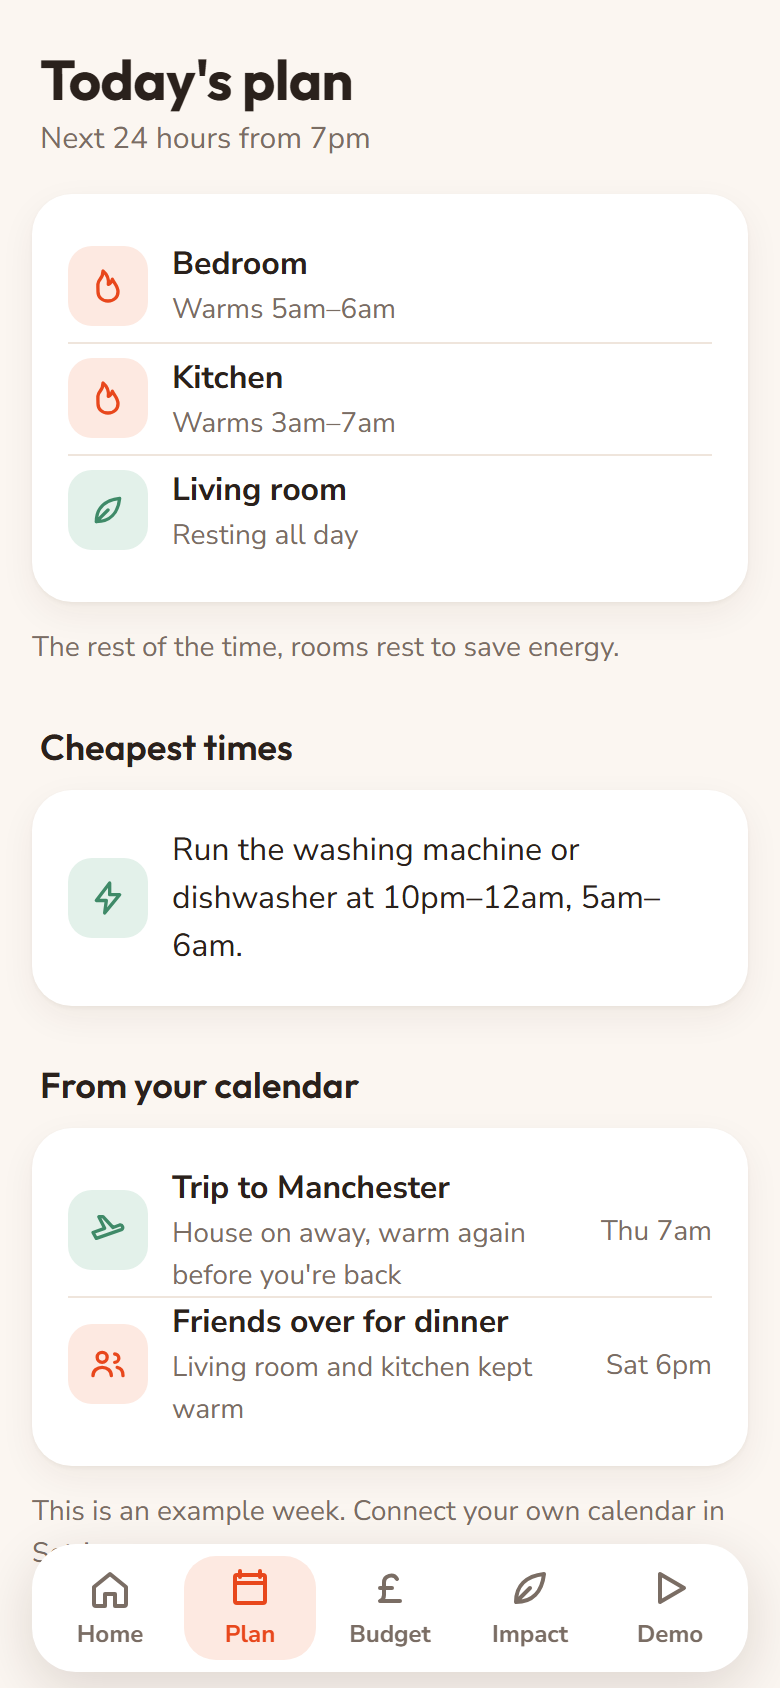 Today's plan
Next 24 hours from 7pm
Bedroom
Warms 5am–6am
Kitchen
Warms 3am–7am
Living room
Resting all day
The rest of the time, rooms rest to save energy.
Cheapest times
Run the washing machine or
dishwasher at 10pm–12am, 5am–
6am.
From your calendar
Trip to Manchester
House on away, warm again
before you're back
Thu 7am
Friends over for dinner
Living room and kitchen kept
warm
Sat 6pm
This is an example week. Connect your own calendar in
Home
Plan
£
Budget
Impact
Demo